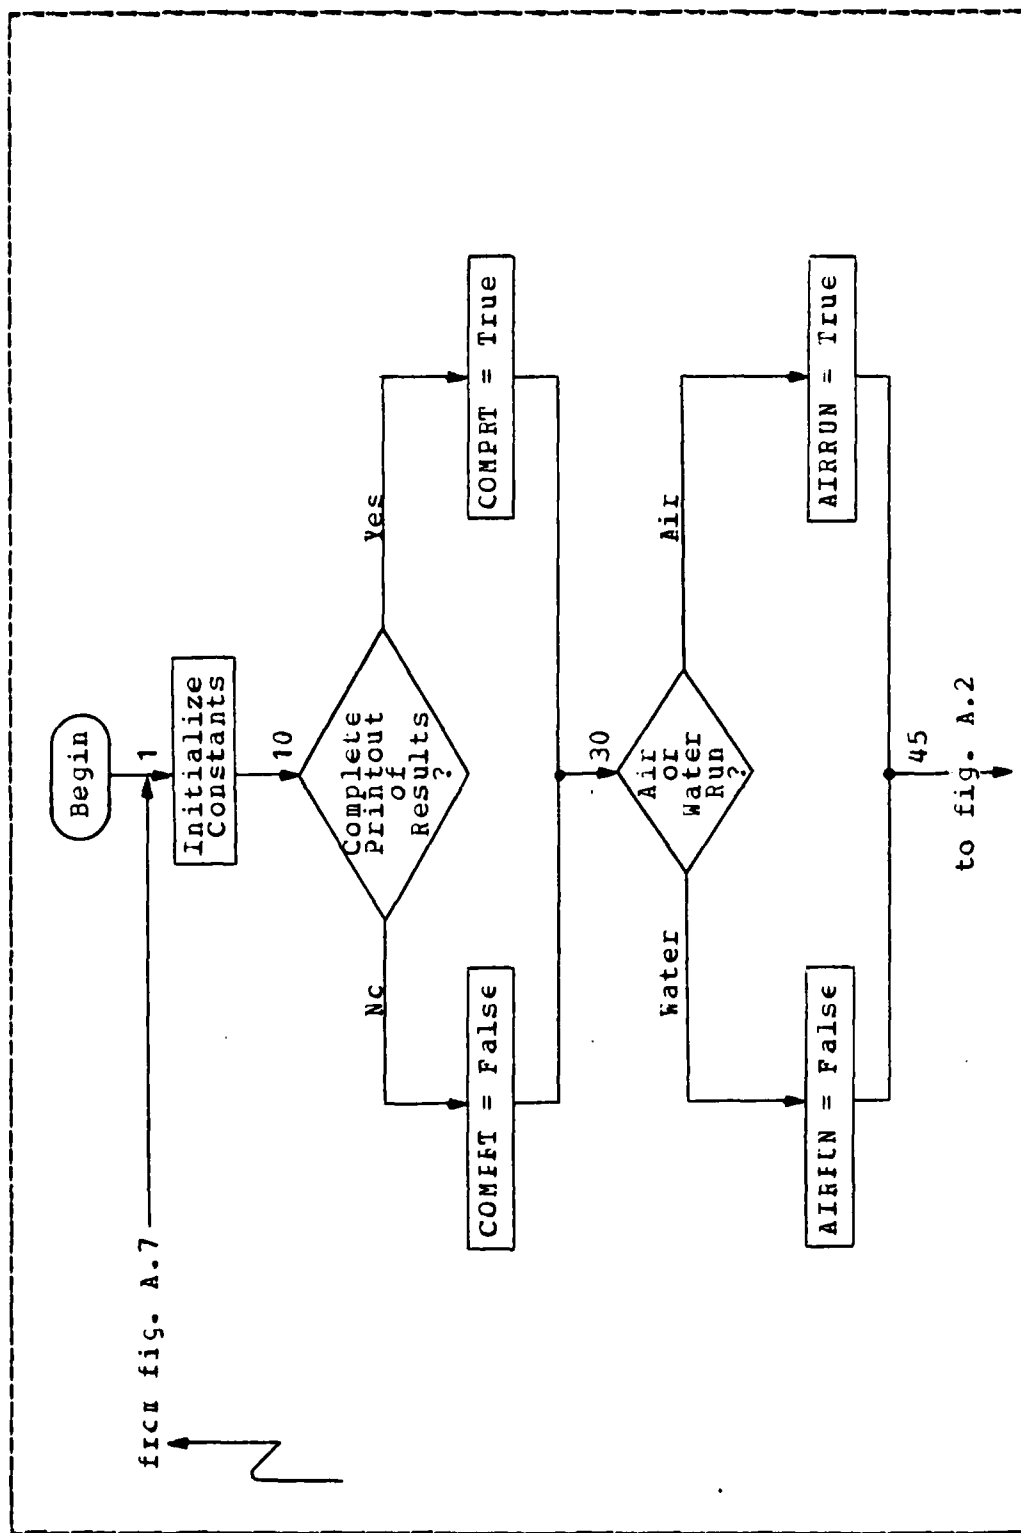 Begin
from fig. A.7
1
Initialize
Constants
10
Complete
Printout
of
Results
?
No
Yes
COMPRT = False
COMPRT = True
30
Air
or
Water
Run
?
Water
Air
AIRRUN = False
AIRRUN = True
45
to fig. A.2